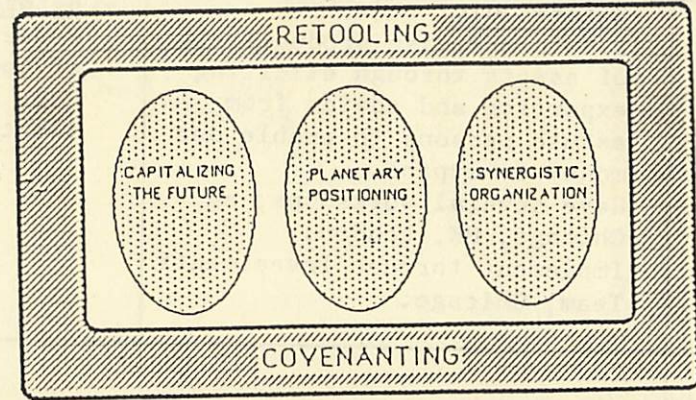 RETOOLING
CAPITALIZING
THE FUTURE
PLANETARY
POSITIONING
SYNERGISTIC
ORGANIZATION
COVENANTING